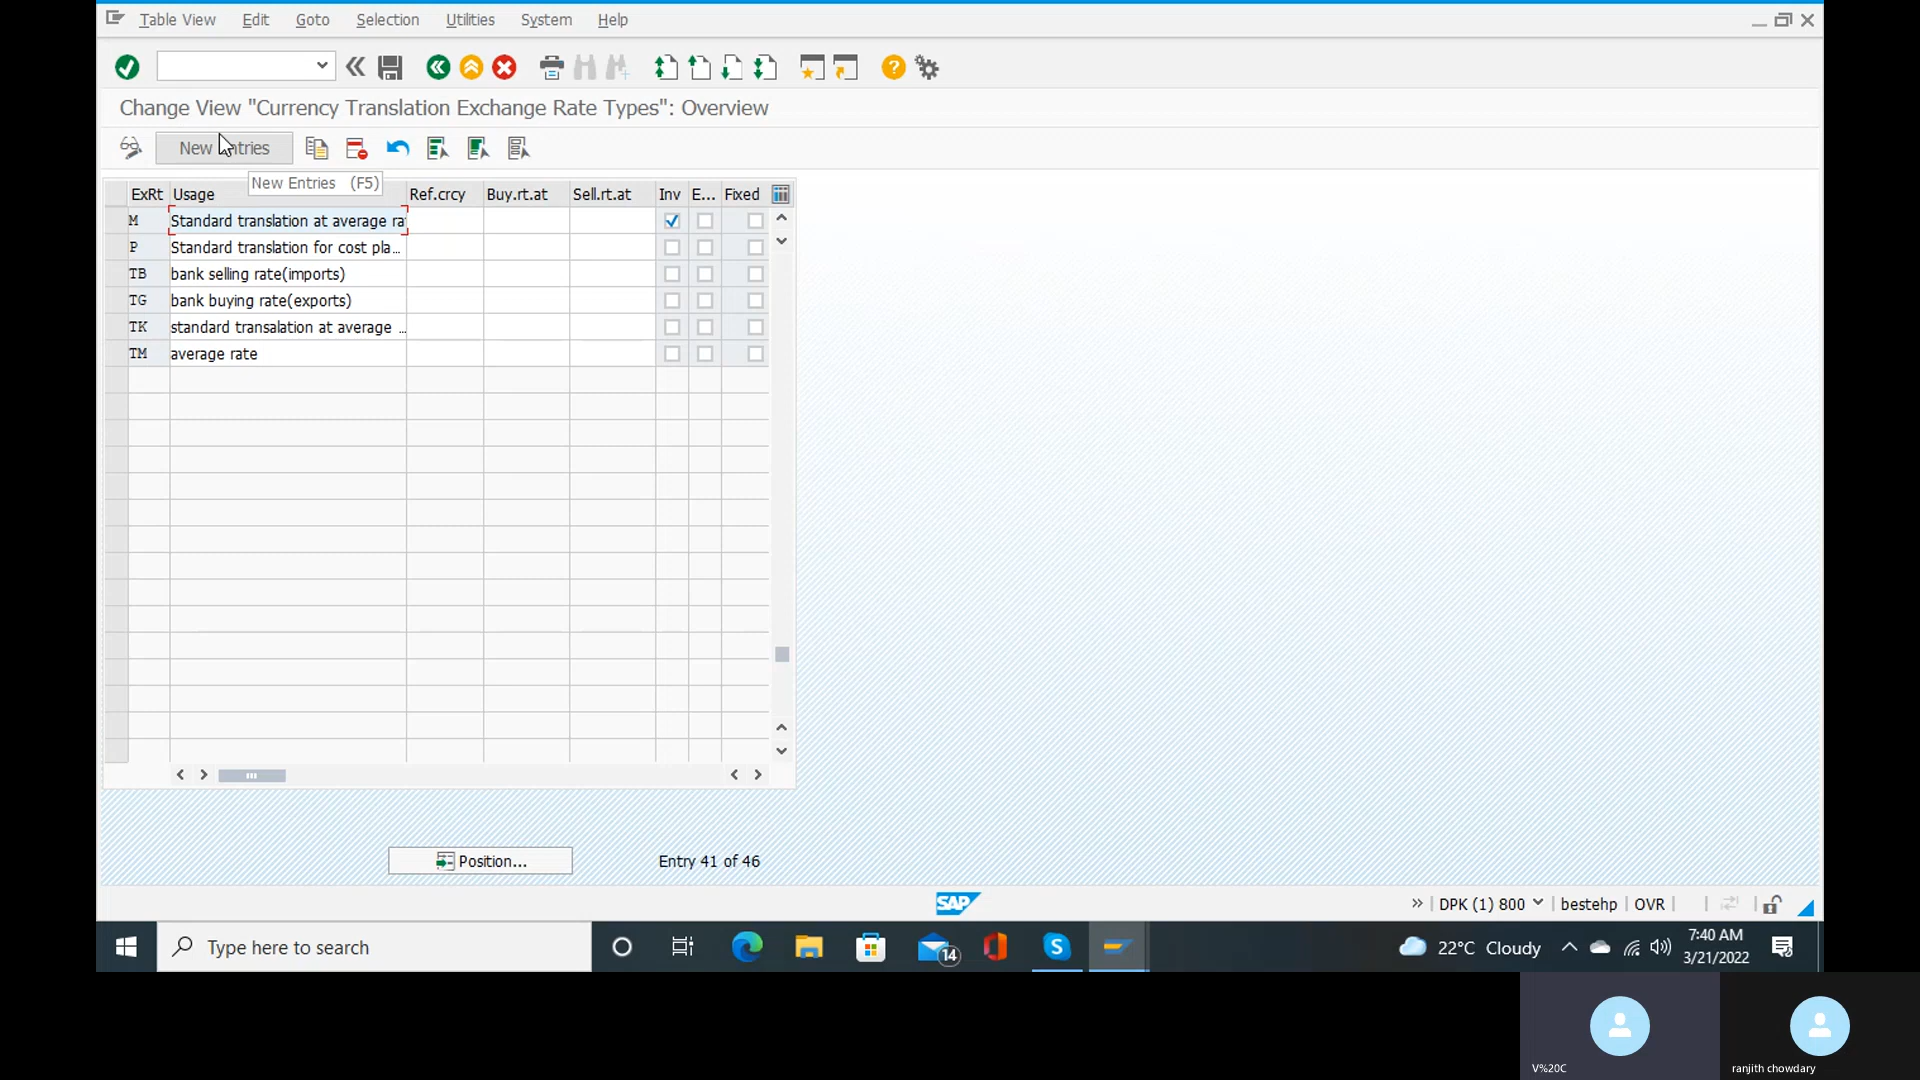 Table View Edit Goto Selection Utilities System Help
Change View "Currency Translation Exchange Rate Types": Overview
New Entries
New Entries (F5)
ExRt Usage Ref.crcy Buy.rt.at Sell.rt.at Inv E... Fixed
M Standard translation at average ra
P Standard translation for cost pla...
TB bank selling rate(imports)
TG bank buying rate(exports)
TK standard transalation at average ...
TM average rate
Position... Entry 41 of 46
SAP
DPK (1) 800 bestehp OVR
Type here to search
14
22°C Cloudy
7:40 AM
3/21/2022
V%20C
ranjith chowdary